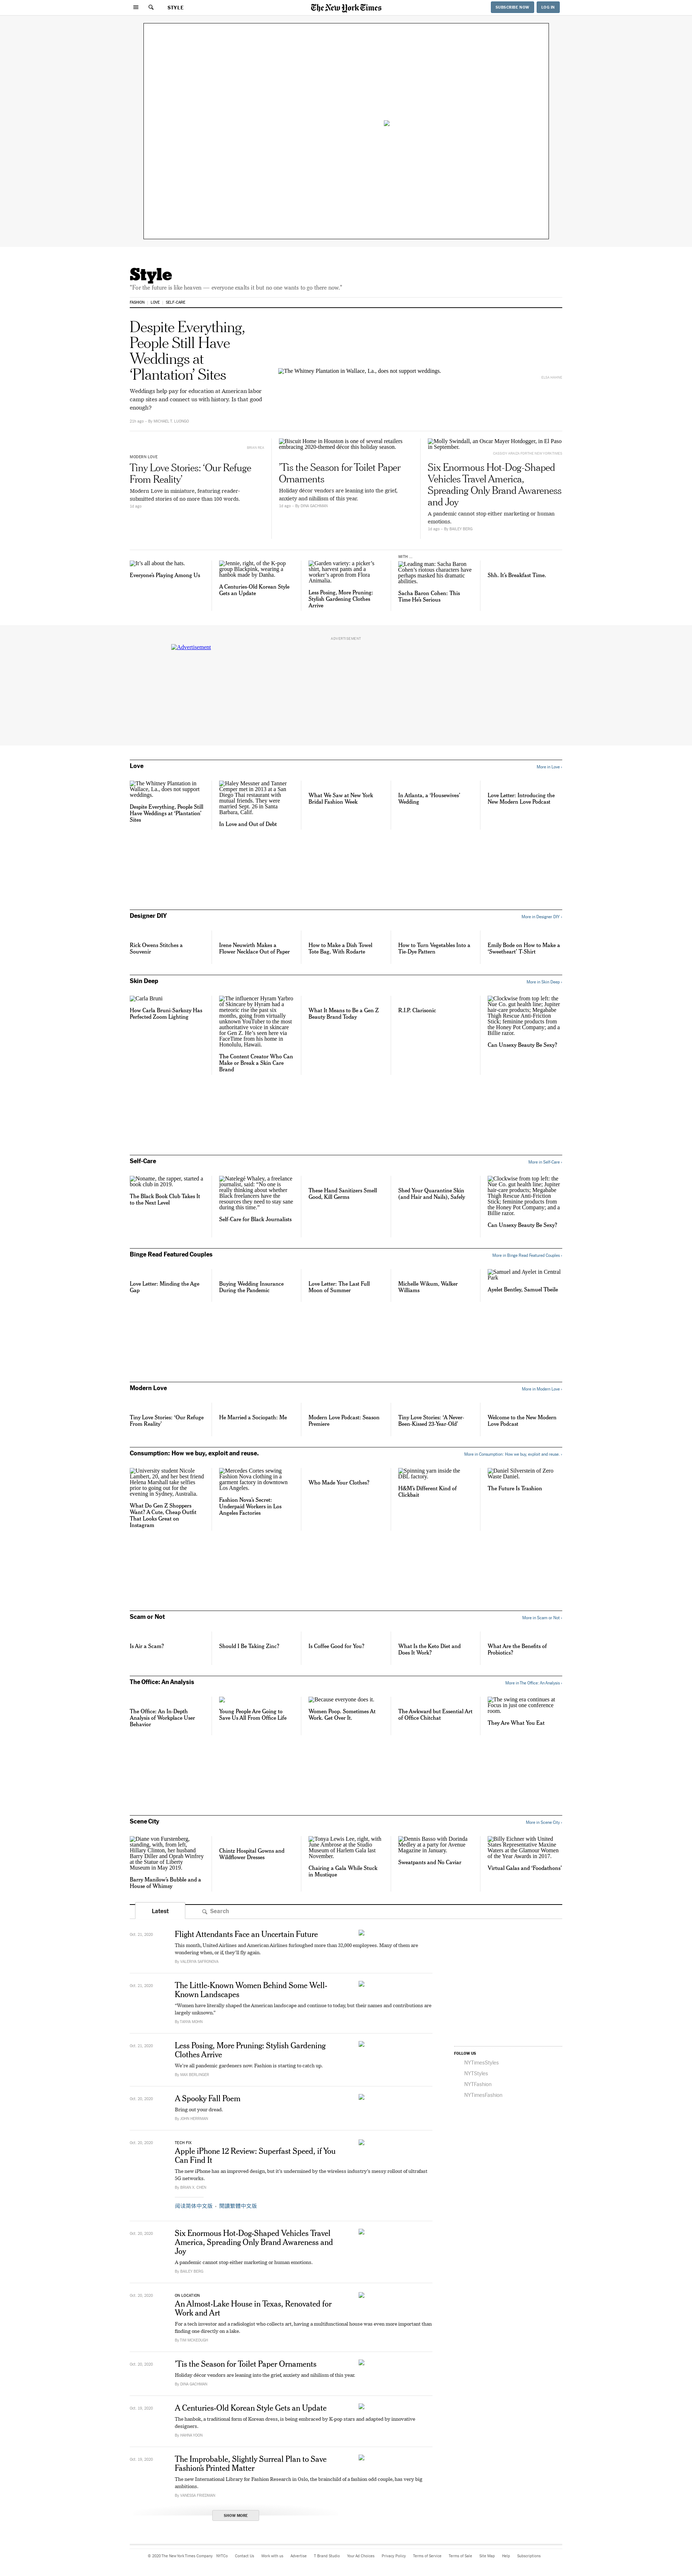 STYLE
The New York Times
SUBSCRIBE NOW
LOG IN
Style
"For the future is like heaven — everyone exalts it but no one wants to go there now."
FASHION
LOVE
SELF-CARE
Despite Everything,
People Still Have
Weddings at
‘Plantation’ Sites
Wedding pros help pay for education at American labor
Weddings help pay for education at American labor
camp sites and connect us with history. Is that good
enough?
The Whitney Plantation in Wallace, La., does not support weddings.
MODERN LOVE
Tiny Love Stories: ‘Our Refuge
From Reality’
Modern Love in miniature, featuring reader-
submitted stories of no more than 100 words.
1d ago
Biscuit Home in Houston is one of several retailers
embracing 2020-themed décor this holiday season.
’Tis the Season for Toilet Paper
Ornaments
Holiday décor vendors are leaning into the grief,
anxiety and nihilism of this year.
1d ago · By GINA GACHMAN
Molly Swindall, an Oscar Mayer Hotdogger, in El Paso
in September.
Six Enormous Hot-Dog-Shaped
Vehicles Travel America,
Spreading Only Brand Awareness
and Joy
A pandemic cannot stop either marketing or human
emotions.
1d ago · By BAILEY BERG
It’s all about the hats.
Everyone’s Playing Among Us
Jennie, right, of the K-pop
group Blackpink, wearing a
hanbok made by Danha.
A Centuries-Old Korean Style
Gets an Update
Garden variety: a picker’s
shirt, harvest pants and a
worker’s apron from Flora
Animalia.
Less Posing, More Pruning:
Stylish Gardening Clothes
Arrive
WITH ...
Leading man: Sacha Baron
Cohen’s riotous characters have
perhaps masked his dramatic
abilities.
Sacha Baron Cohen: This
Time He’s Serious
Shh. It’s Breakfast Time.
ADVERTISEMENT
Advertisement
Love
More in Love ›
The Whitney Plantation in
Wallace, La., does not support
weddings.
Despite Everything, People Still
Have Weddings at ‘Plantation’
Sites
Haley Messner and Tanner
Cemper met in 2013 at a San
Diego Thai restaurant with
mutual friends. They were
married Sept. 26 in Santa
Barbara, Calif.
In Love and Out of Debt
What We Saw at New York
Bridal Fashion Week
In Atlanta, a ‘Housewives’
Wedding
Love Letter: Introducing the
New Modern Love Podcast
Designer DIY
More in Designer DIY ›
Rick Owens Stitches a
Souvenir
Irene Neuwirth Makes a
Flower Necklace Out of Paper
How to Make a Dish Towel
Tote Bag, With Rodarte
How to Turn Vegetables Into a
Tie-Dye Pattern
Emily Bode on How to Make a
‘Sweetheart’ T-Shirt
Skin Deep
More in Skin Deep ›
Carla Bruni
How Carla Bruni-Sarkozy Has
Perfected Zoom Lighting
The influencer Hyram Yarbro
of Skincare by Hyram had a
meteoric rise the past six
months, going from virtually
unknown YouTuber to the most
authoritative voice in skincare
for Gen Z. He’s seen here via
FaceTime from his home in
Honolulu, Hawaii.
The Content Creator Who Can
Make or Break a Skin Care
Brand
What It Means to Be a Gen Z
Beauty Brand Today
R.I.P. Clarisonic
Clockwise from top left: the
Nue Co. gut health line; Jupiter
hair-care products; Megababe
Thigh Rescue Anti-Friction
Stick; feminine products from
the Honey Pot Company; and a
Billie razor.
Can Unsexy Beauty Be Sexy?
Self-Care
More in Self-Care ›
Noname, the rapper, started a
book club in 2019.
The Black Book Club Takes It
to the Next Level
Natelegé Whaley, a freelance
journalist, said: “No one is
really thinking about whether
Black freelancers have the
resources they need to stay sane
during this time.”
Self-Care for Black Journalists
These Hand Sanitizers Smell
Good, Kill Germs
Shed Your Quarantine Skin
(and Hair and Nails), Safely
Clockwise from top left: the
Nue Co. gut health line; Jupiter
hair-care products; Megababe
Thigh Rescue Anti-Friction
Stick; feminine products from
the Honey Pot Company; and a
Billie razor.
Can Unsexy Beauty Be Sexy?
Binge Read Featured Couples
More in Binge Read Featured Couples ›
Love Letter: Minding the Age
Gap
Buying Wedding Insurance
During the Pandemic
Love Letter: The Last Full
Moon of Summer
Michelle Wikum, Walker
Williams
Samuel and Ayelet in Central
Park
Ayelet Bentley, Samuel Theile
Modern Love
More in Modern Love ›
Tiny Love Stories: ‘Our Refuge
From Reality’
He Married a Sociopath: Me
Modern Love Podcast: Season
Premiere
Tiny Love Stories: ‘A Never-
Been-Kissed 23-Year-Old’
Welcome to the New Modern
Love Podcast
Consumption: How we buy, exploit and reuse.
More in Consumption: How we buy, exploit and reuse. ›
University student Nicole
Lambert, 20, and her best friend
Helena Marshall take selfies
prior to going out for the
evening in Sydney, Australia.
What Do Gen Z Shoppers
Want? A Cute, Cheap Outfit
That Looks Great on
Instagram
Mercedes Cortes sewing
Fashion Nova clothing in a
garment factory in downtown
Los Angeles.
Fashion Nova’s Secret:
Underpaid Workers in Los
Angeles Factories
Who Made Your Clothes?
Spinning yarn inside the
DBL factory.
H&M’s Different Kind of
Clickbait
Daniel Silverstein of Zero
Waste Daniel.
The Future Is Trashion
Scam or Not
More in Scam or Not ›
Is Air a Scam?
Should I Be Taking Zinc?
Is Coffee Good for You?
What Is the Keto Diet and
Does It Work?
What Are the Benefits of
Probiotics?
The Office: An Analysis
More in The Office: An Analysis ›
The Office: An In-Depth
Analysis of Workplace User
Behavior
Young People Are Going to
Save Us All From Office Life
Because everyone does it.
Women Poop. Sometimes At
Work. Get Over It.
The Awkward but Essential Art
of Office Chitchat
The swing era continues at
Focus in just one conference
room.
They Are What You Eat
Scene City
More in Scene City ›
Diane von Furstenberg,
standing, with, from left,
Hillary Clinton, her husband
Barry Diller and Oprah Winfrey
at the Statue of Liberty
Museum in May 2019.
Barry Manilow’s Bubble and a
House of Whimsy
Chintz Hospital Gowns and
Wildflower Dresses
Tonya Lewis Lee, right, with
June Ambrose at the Studio
Museum of Harlem Gala last
November.
Chairing a Gala While Stuck
in Mustique
Dennis Basso with Dorinda
Medley at a party for Avenue
Magazine in January.
Sweatpants and No Caviar
Billy Eichner with United
States Representative Maxine
Waters at the Glamour Women
of the Year Awards in 2017.
Virtual Galas and ‘Foodathons’
Latest
Search
Oct. 21, 2020
Flight Attendants Face an Uncertain Future
This month, United Airlines and American Airlines furloughed more than 32,000 employees. Many of them are
wondering when, or if, they’ll fly again.
By VALERIYA SAFRONOVA
Oct. 21, 2020
The Little-Known Women Behind Some Well-
Known Landscapes
“Women have literally shaped the American landscape and continue to today, but their names and contributions are
largely unknown.”
Oct. 21, 2020
Less Posing, More Pruning: Stylish Gardening
Clothes Arrive
We’re all pandemic gardeners now. Fashion is starting to catch up.
By MAX BERLINGER
Oct. 20, 2020
A Spooky Fall Poem
Bring out your dread.
By JOHN HERRMAN
Oct. 20, 2020
TECH FIX
Apple iPhone 12 Review: Superfast Speed, if You
Can Find It
The new iPhone has an improved design, but it’s undermined by the wireless industry’s messy rollout of ultrafast
5G networks.
By BRIAN X. CHEN
阅读简体中文版 · 閱讀繁體中文版
Oct. 20, 2020
Six Enormous Hot-Dog-Shaped Vehicles Travel
America, Spreading Only Brand Awareness and
Joy
A pandemic cannot stop either marketing or human emotions.
By BAILEY BERG
Oct. 20, 2020
ON LOCATION
An Almost-Lake House in Texas, Renovated for
Work and Art
For a tech investor and a radiologist who collects art, having a multifunctional house was even more important than
finding one directly on a lake.
By TIM MCKEOUGH
Oct. 20, 2020
’Tis the Season for Toilet Paper Ornaments
Holiday décor vendors are leaning into the grief, anxiety and nihilism of this year.
Oct. 19, 2020
A Centuries-Old Korean Style Gets an Update
The hanbok, a traditional form of Korean dress, is being embraced by K-pop stars and adapted by innovative
designers.
Oct. 19, 2020
The Improbable, Slightly Surreal Plan to Save
Fashion’s Printed Matter
The new International Library for Fashion Research in Oslo, the brainchild of a fashion odd couple, has very big
ambitions.
By VANESSA FRIEDMAN
SHOW MORE
FOLLOW US
NYTimesStyles
NYTStyles
NYTFashion
NYTimesFashion
© 2020 The New York Times Company
NYTCo
Contact Us
Work with us
Advertise
T Brand Studio
Your Ad Choices
Privacy Policy
Terms of Service
Terms of Sale
Site Map
Help
Subscriptions